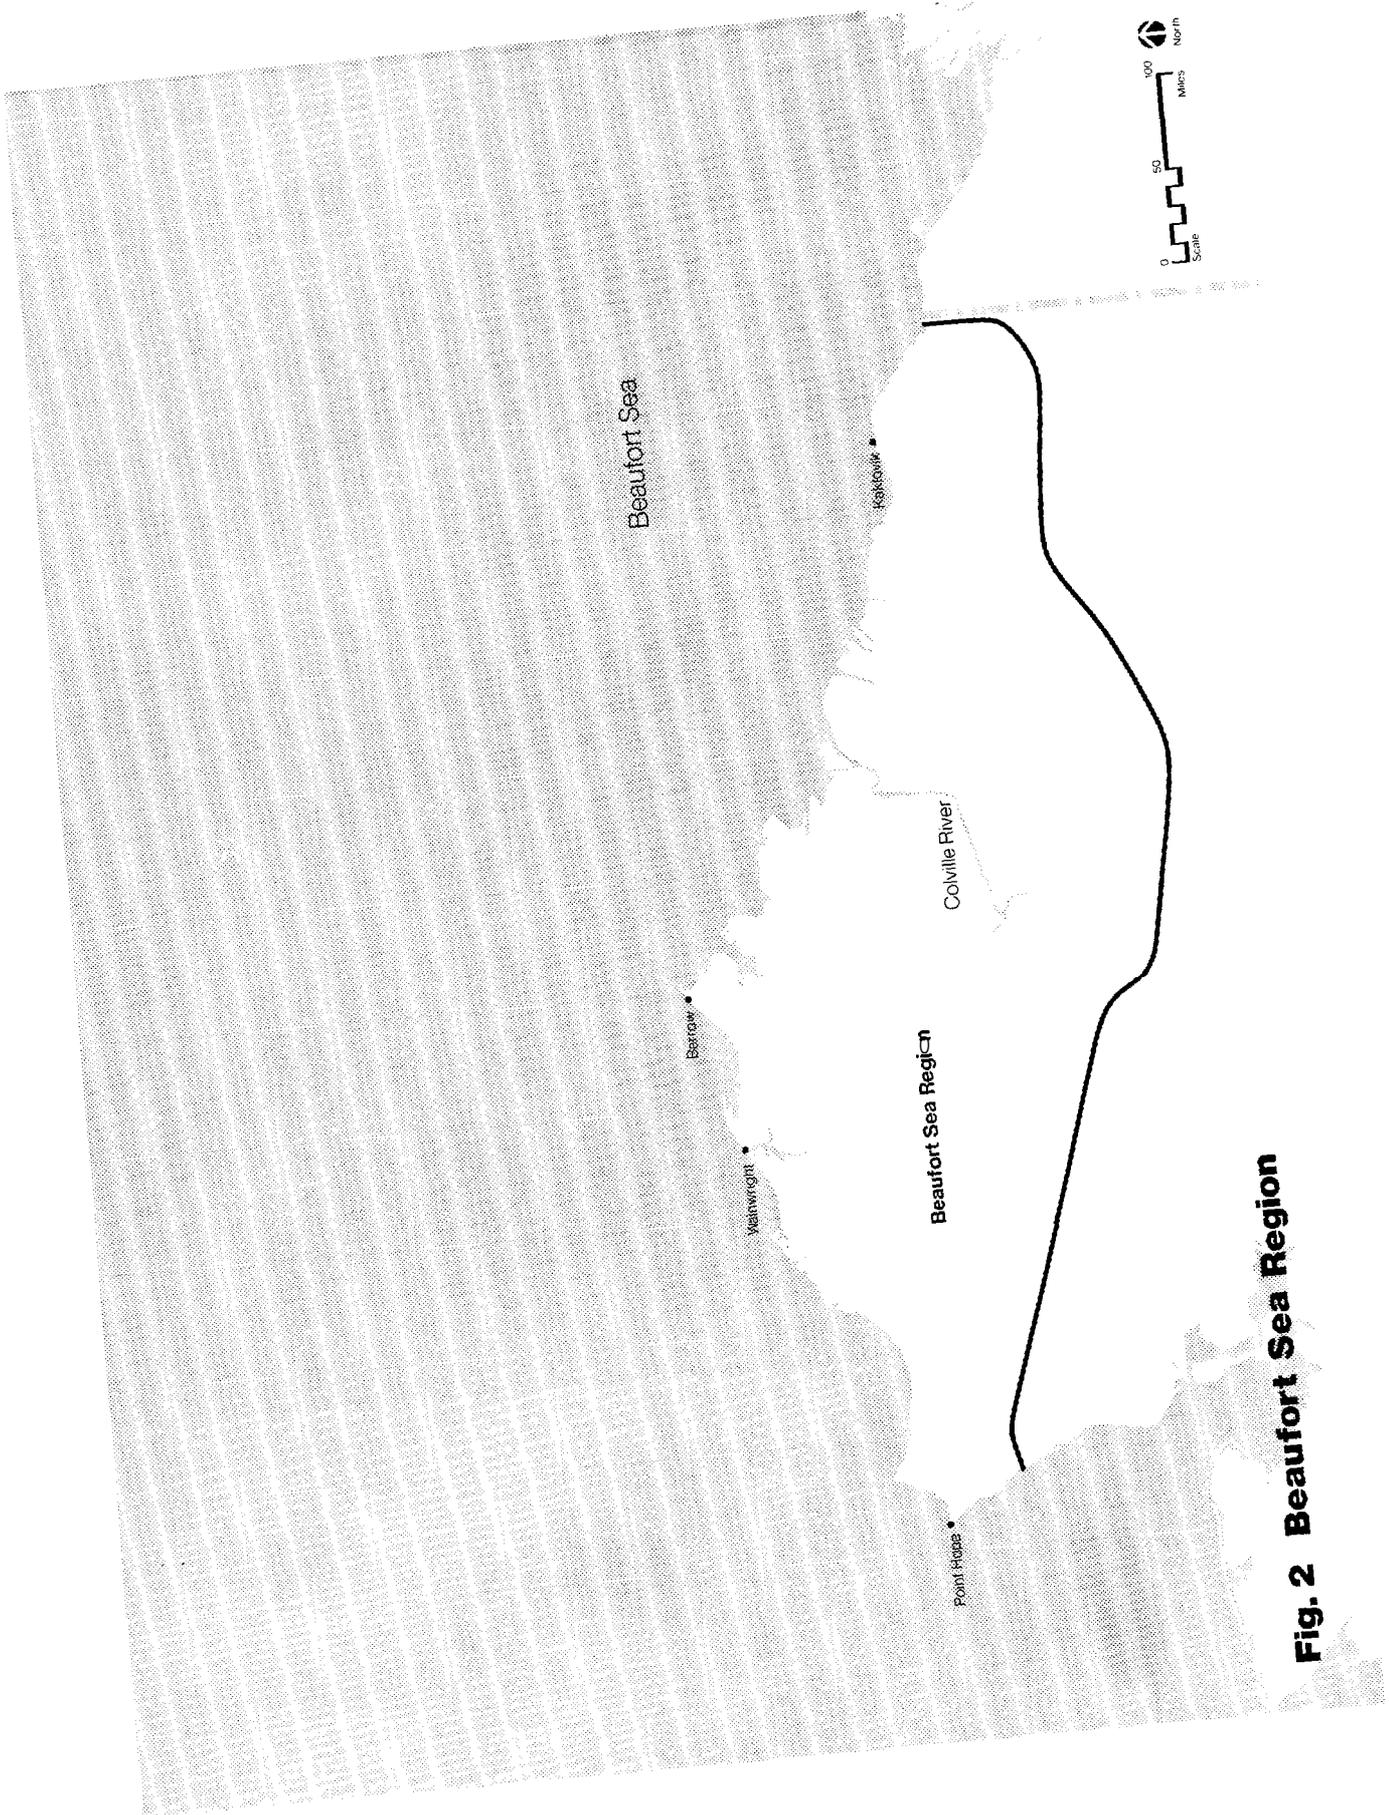 Beaufort Sea
Barrow
Wainwright
Kaktovik
Point Hope
Colville River
Beaufort Sea Region
0
50
100
Scale
Miles
North
Fig. 2 Beaufort Sea Region